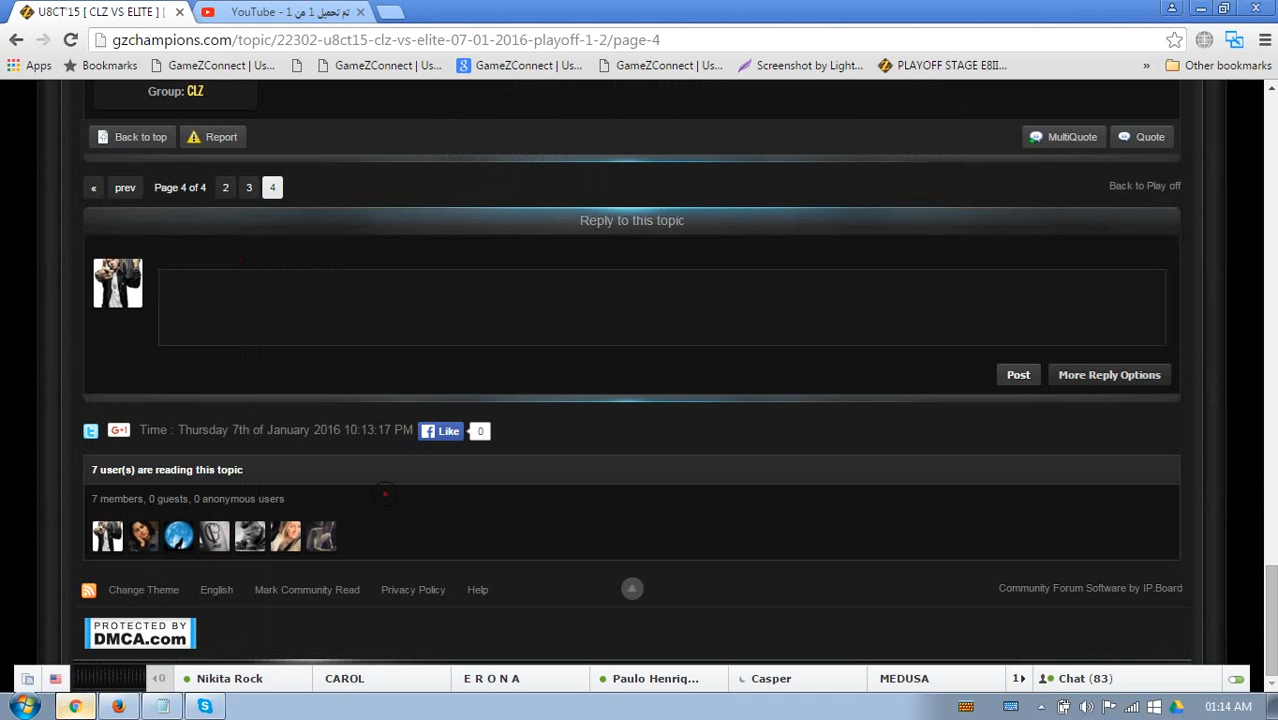 U8CT'15 [ CLZ VS ELITE ] [
YouTube - 1 تم تحميل 1 من
gzchampions.com/topic/22302-u8ct15-clz-vs-elite-07-01-2016-playoff-1-2/page-4
Apps Bookmarks GameZConnect | Us... GameZConnect | Us... GameZConnect | Us... GameZConnect | Us... Screenshot by Light... PLAYOFF STAGE E8II... » Other bookmarks
Group: CLZ
Back to top Report MultiQuote Quote
« prev Page 4 of 4 2 3 4 Back to Play off
Reply to this topic
Post More Reply Options
G+1 Time : Thursday 7th of January 2016 10:13:17 PM Like 0
7 user(s) are reading this topic
7 members, 0 guests, 0 anonymous users
Change Theme English Mark Community Read Privacy Policy Help Community Forum Software by IP.Board
PROTECTED BY
DMCA.com
0 Nikita Rock CAROL E R O N A Paulo Henriq... Casper MEDUSA 1 Chat (83)
01:14 AM